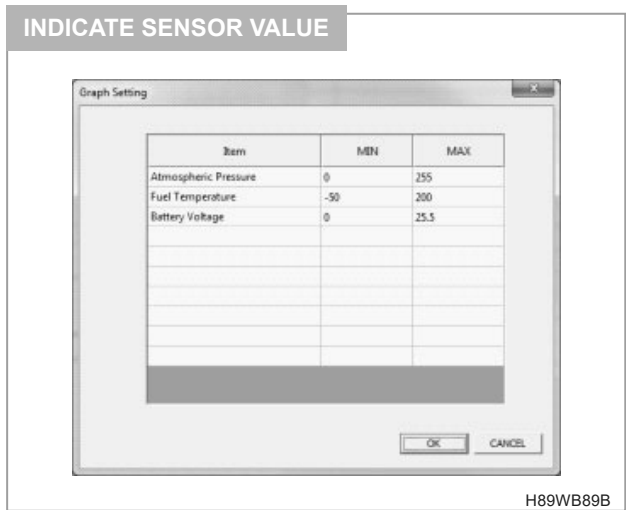 INDICATE SENSOR VALUE
Graph Setting
x
Item MIN MAX
Atmospheric Pressure 0 255
Fuel Temperature -50 200
Battery Voltage 0 25.5
OK CANCEL
H89WB89B